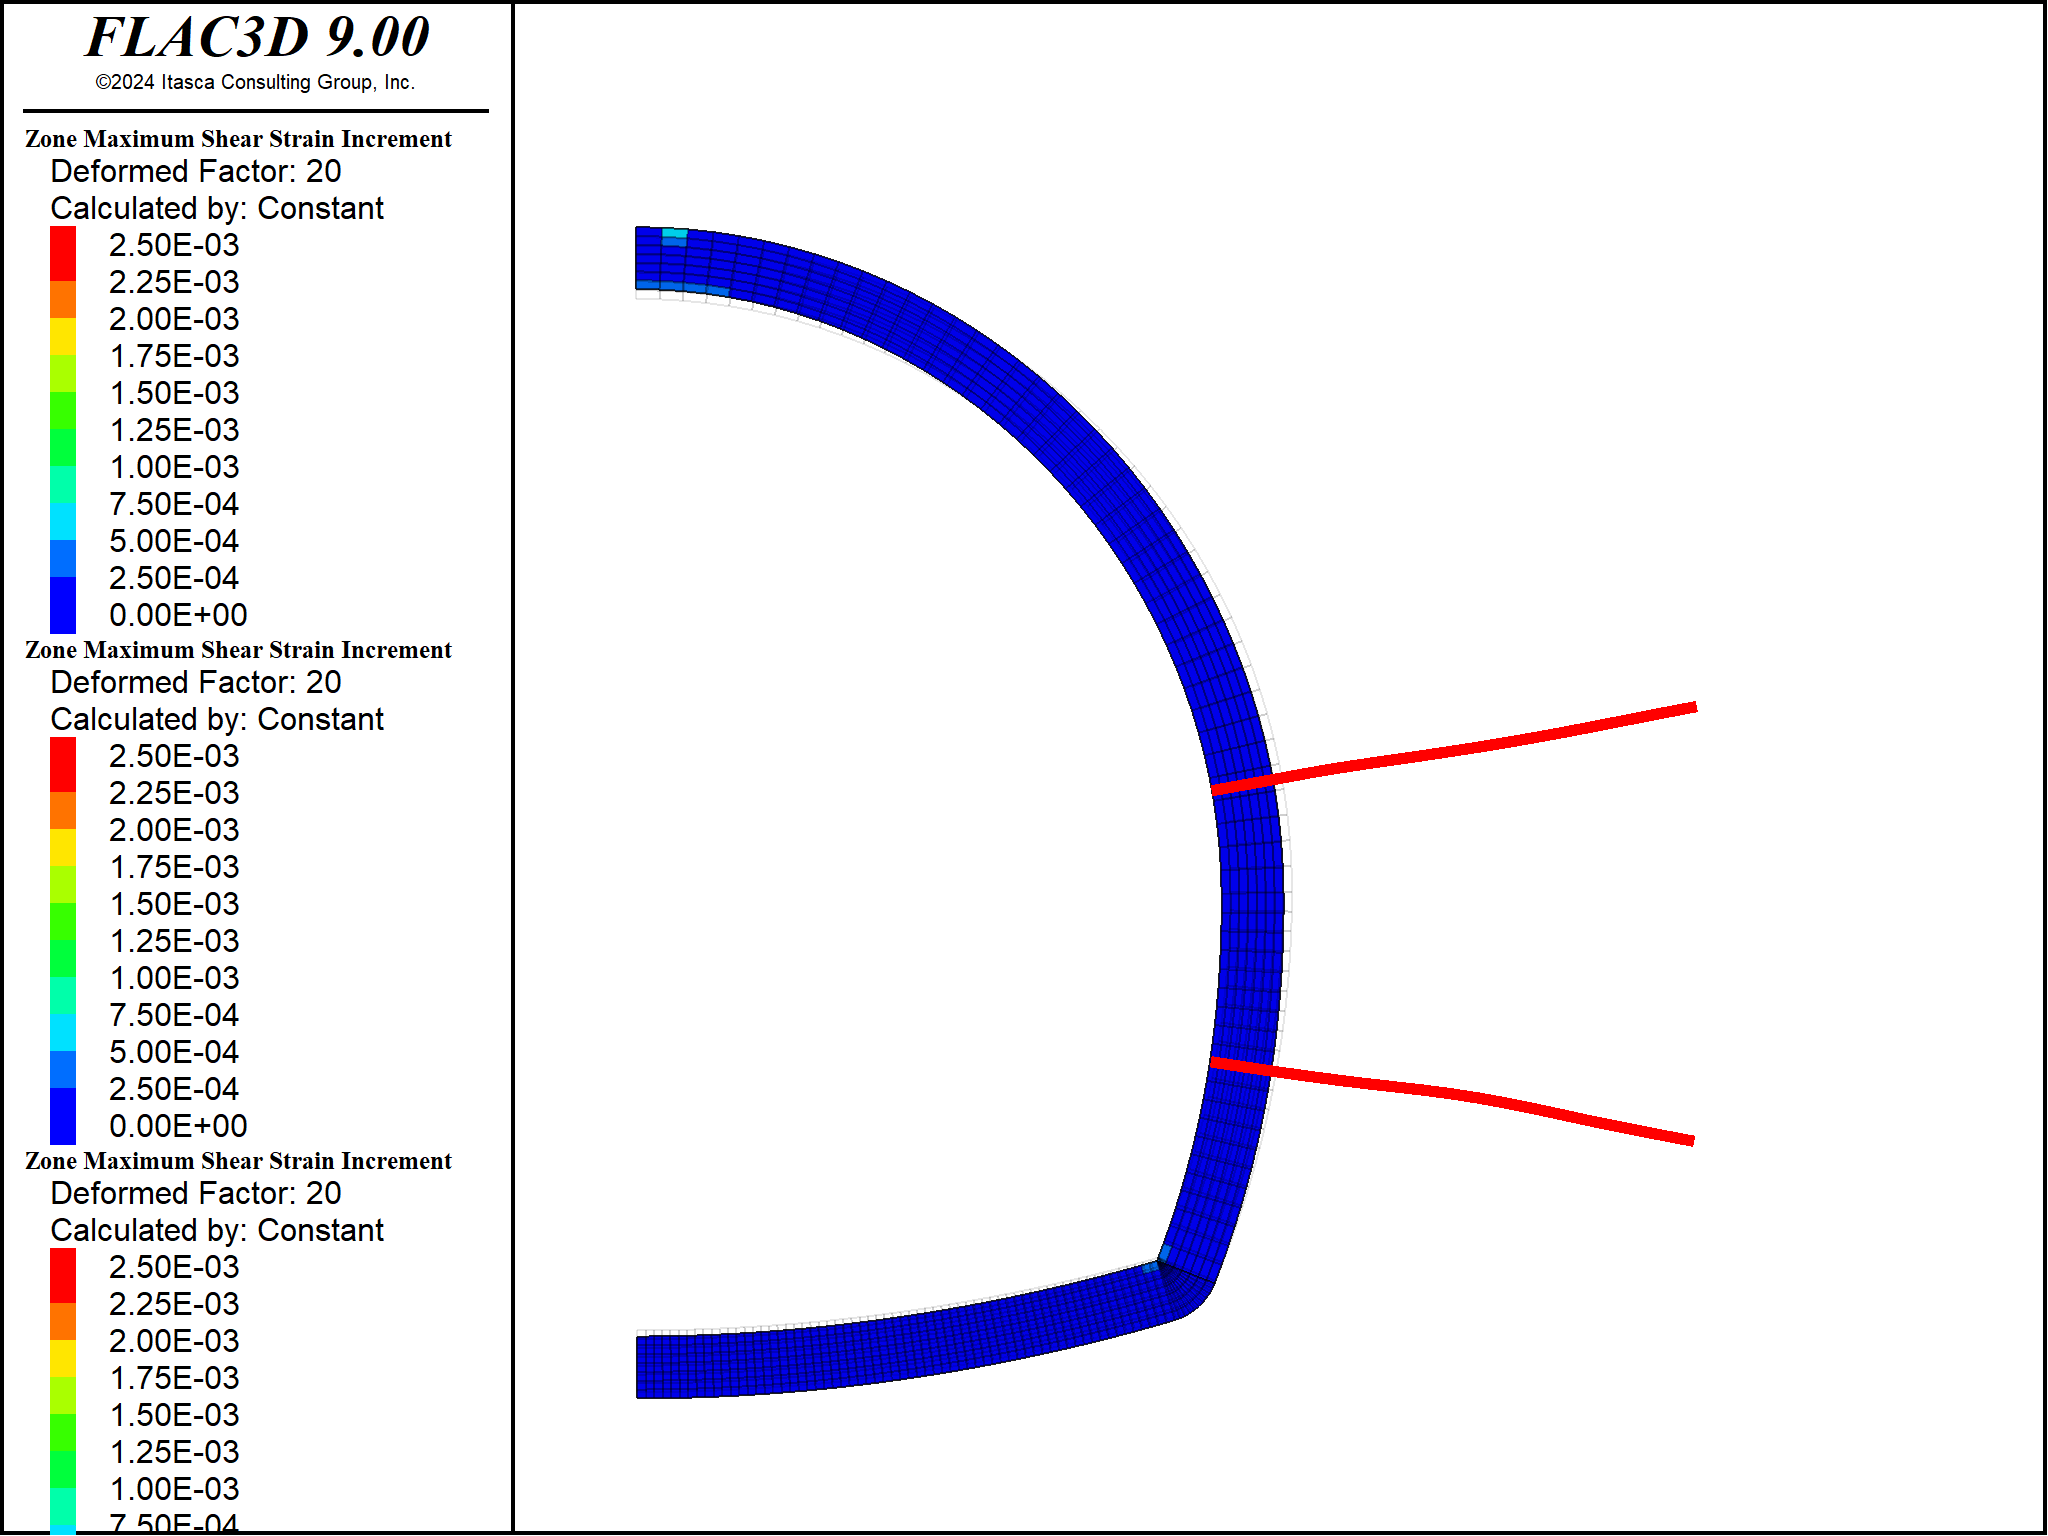 FLAC3D 9.00
©2024 Itasca Consulting Group, Inc.
Zone Maximum Shear Strain Increment
Deformed Factor: 20
Calculated by: Constant
2.50E-03
2.25E-03
2.00E-03
1.75E-03
1.50E-03
1.25E-03
1.00E-03
7.50E-04
5.00E-04
2.50E-04
0.00E+00
Zone Maximum Shear Strain Increment
Deformed Factor: 20
Calculated by: Constant
2.50E-03
2.25E-03
2.00E-03
1.75E-03
1.50E-03
1.25E-03
1.00E-03
7.50E-04
5.00E-04
2.50E-04
0.00E+00
Zone Maximum Shear Strain Increment
Deformed Factor: 20
Calculated by: Constant
2.50E-03
2.25E-03
2.00E-03
1.75E-03
1.50E-03
1.25E-03
1.00E-03
7.50E-04